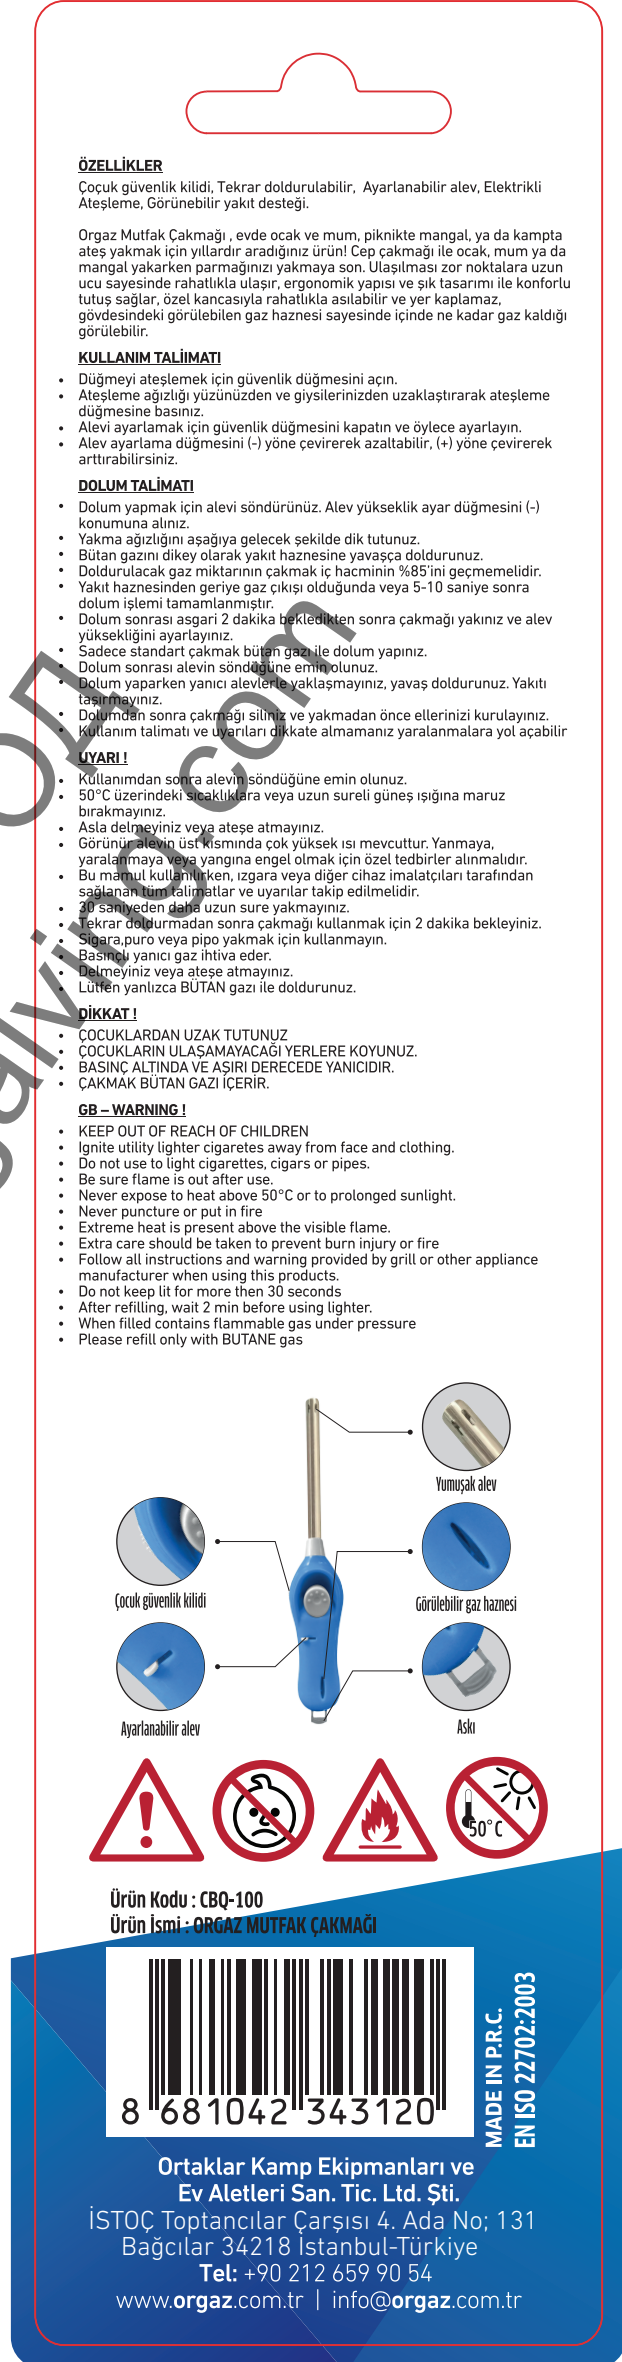 ÖZELLİKLER
Çoçuk güvenlik kilidi, Tekrar doldurulabilir, Ayarlanabilir alev, Elektrikli
Ateşleme, Görünebilir yakıt desteği.
Orgaz Mutfak Çakmağı , evde ocak ve mum, piknikte mangal, ya da kampta
ateş yakmak için yıllardır aradığınız ürün! Cep çakmağı ile ocak, mum ya da
mangal yakarken parmağınızı yakmaya son. Ulaşılması zor noktalara uzun
ucu sayesinde rahatlıkla ulaşır, ergonomik yapısı ve şık tasarımı ile konforlu
tutuş sağlar, özel kancasıyla rahatlıkla asılabilir ve yer kaplamaz,
gövdesindeki görülebilen gaz haznesi sayesinde içinde ne kadar gaz kaldığı
görülebilir.
KULLANIM TALİIMATI
• Düğmeyi ateşlemek için güvenlik düğmesini açın.
• Ateşleme ağızlığı yüzünüzden ve giysilerinizden uzaklaştırarak ateşleme
düğmesine basınız.
• Alevi ayarlamak için güvenlik düğmesini kapatın ve öylece ayarlayın.
• Alev ayarlama düğmesini (-) yöne çevirerek azaltabilir, (+) yöne çevirerek
arttırabilirsiniz.
DOLUM TALİMATI
• Dolum yapmak için alevi söndürünüz. Alev yükseklik ayar düğmesini (-)
konumuna alınız.
• Yakma ağızlığını aşağıya gelecek şekilde dik tutunuz.
• Bütan gazını dikey olarak yakıt haznesine yavaşça doldurunuz.
• Doldurulacak gaz miktarının çakmak iç hacminin %85'ini geçmemelidir.
• Yakıt haznesinden geriye gaz çıkışı olduğunda veya 5-10 saniye sonra
dolum işlemi tamamlanmıştır.
• Dolum sonrası asgari 2 dakika bekledikten sonra çakmağı yakınız ve alev
yüksekliğini ayarlayınız.
• Sadece standart çakmak bütan gazı ile dolum yapınız.
• Dolum sonrası alevin söndüğüne emin olunuz.
• Dolum yaparken yanıcı alevlerle yaklaşmayınız, yavaş doldurunuz. Yakıtı
taşırmayınız.
• Dolumdan sonra çakmağı siliniz ve yakmadan önce ellerinizi kurulayınız.
• Kullanım talimatı ve uyarıları dikkate almamanız yaralanmalara yol açabilir
UYARI !
• Kullanımdan sonra alevin söndüğüne emin olunuz.
• 50°C üzerindeki sıcaklıklara veya uzun sureli güneş ışığına maruz
bırakmayınız.
• Asla delmeyiniz veya ateşe atmayınız.
• Görünür alevin üst kısmında çok yüksek ısı mevcuttur. Yanmaya,
yaralanmaya veya yangına engel olmak için özel tedbirler alınmalıdır.
• Bu mamul kullanılırken, ızgara veya diğer cihaz imalatçıları tarafından
sağlanan tüm talimatlar ve uyarılar takip edilmelidir.
• 30 saniyeden daha uzun sure yakmayınız.
• Tekrar doldurmadan sonra çakmağı kullanmak için 2 dakika bekleyiniz.
• Sigara,puro veya pipo yakmak için kullanmayın.
• Basınçlı yanıcı gaz ihtiva eder.
• Delmeyiniz veya ateşe atmayınız.
• Lütfen yanlızca BÜTAN gazı ile doldurunuz.
DİKKAT !
• ÇOCUKLARDAN UZAK TUTUNUZ
• ÇOCUKLARIN ULAŞAMAYACAĞI YERLERE KOYUNUZ.
• BASINÇ ALTINDA VE AŞIRI DERECEDE YANICIDIR.
• ÇAKMAK BÜTAN GAZI İÇERİR.
GB – WARNING !
• KEEP OUT OF REACH OF CHILDREN
• Ignite utility lighter cigaretes away from face and clothing.
• Do not use to light cigarettes, cigars or pipes.
• Be sure flame is out after use.
• Never expose to heat above 50°C or to prolonged sunlight.
• Never puncture or put in fire
• Extreme heat is present above the visible flame.
• Extra care should be taken to prevent burn injury or fire
• Follow all instructions and warning provided by grill or other appliance
manufacturer when using this products.
• Do not keep lit for more then 30 seconds
• After refilling, wait 2 min before using lighter.
• When filled contains flammable gas under pressure
• Please refill only with BUTANE gas
Yumuşak alev
Çocuk güvenlik kilidi
Görülebilir gaz haznesi
Ayarlanabilir alev
Askı
50°C
Ürün Kodu : CBQ-100
Ürün İsmi : ORGAZ MUTFAK ÇAKMAĞI
8 681042 343120
MADE IN P.R.C.
EN ISO 22702:2003
Ortaklar Kamp Ekipmanları ve
Ev Aletleri San. Tic. Ltd. Şti.
İSTOÇ Toptancılar Çarşısı 4. Ada No; 131
Bağcılar 34218 İstanbul-Türkiye
Tel: +90 212 659 90 54
www.orgaz.com.tr | info@orgaz.com.tr